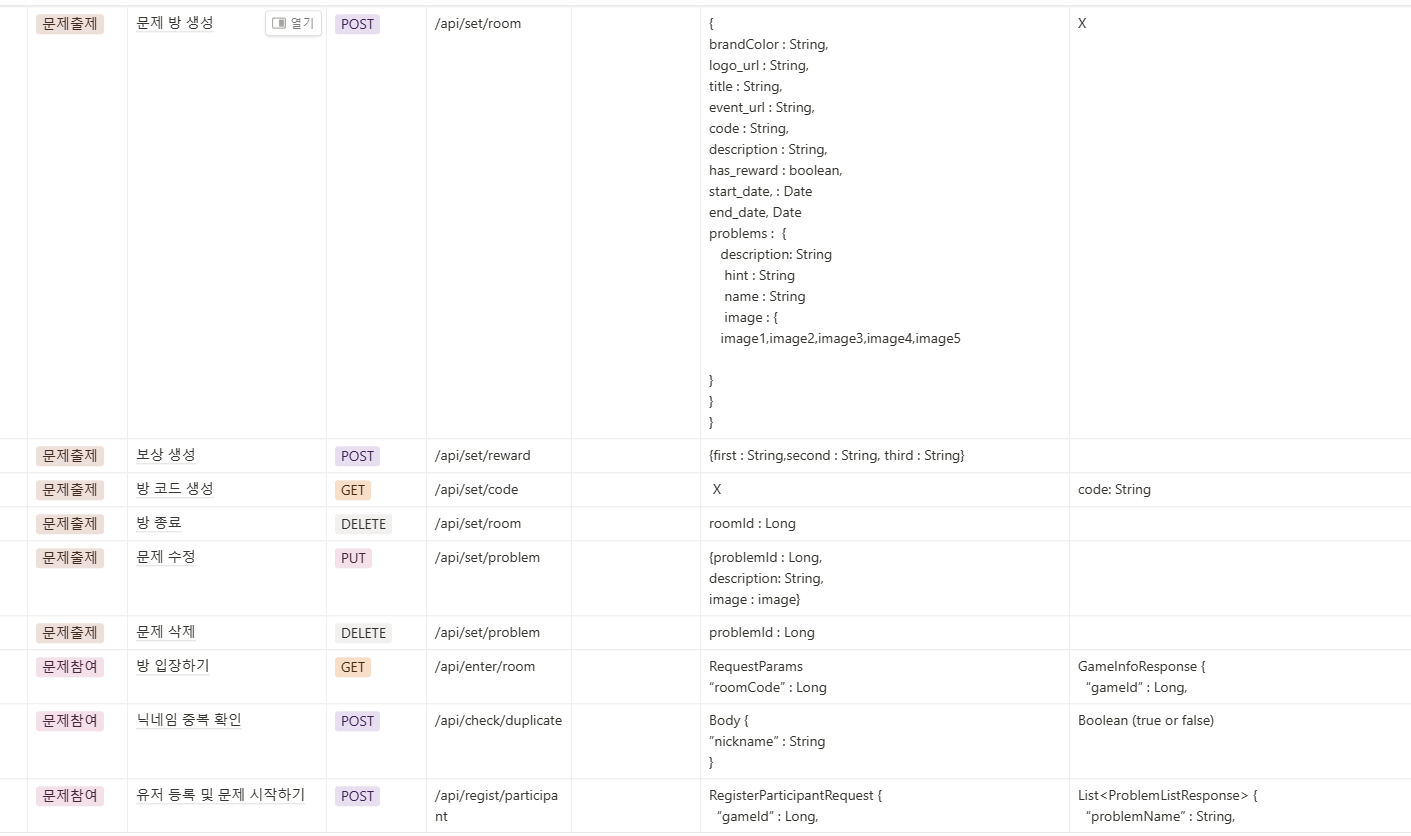 문제출제 문제 방 생성 열기 POST /api/set/room { X
brandColor : String,
logo_url : String,
title : String,
event_url : String,
code : String,
description : String,
has_reward : boolean,
start_date, : Date
end_date, Date
problems : {
description: String
hint : String
name : String
image : {
image1,image2,image3,image4,image5
}
}
}
문제출제 보상 생성 POST /api/set/reward {first : String,second : String, third : String}
문제출제 방 코드 생성 GET /api/set/code X code: String
문제출제 방 종료 DELETE /api/set/room roomId : Long
문제출제 문제 수정 PUT /api/set/problem {problemId : Long,
description: String,
image : image}
문제출제 문제 삭제 DELETE /api/set/problem problemId : Long
문제참여 방 입장하기 GET /api/enter/room RequestParams GameInfoResponse {
“roomCode” : Long “gameId” : Long,
문제참여 닉네임 중복 확인 POST /api/check/duplicate Body { Boolean (true or false)
”nickname” : String
}
문제참여 유저 등록 및 문제 시작하기 POST /api/regist/participa RegisterParticipantRequest { List<ProblemListResponse> {
nt “gameId” : Long, “problemName” : String,